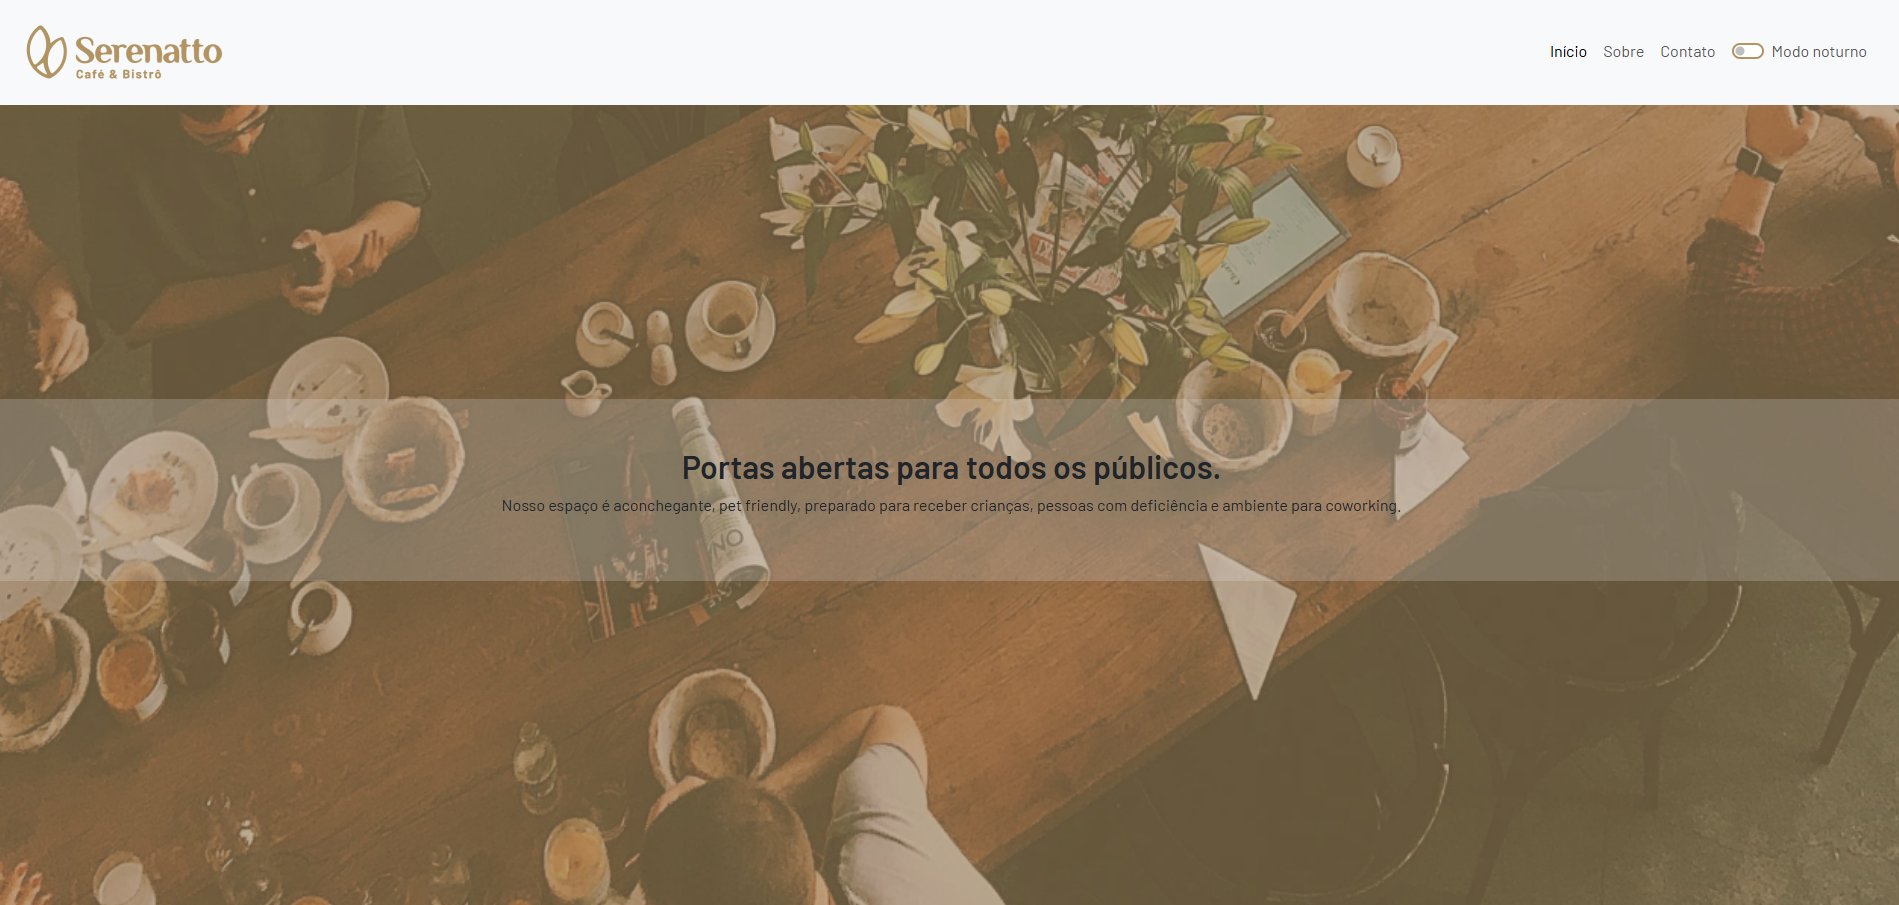 Serenatto
Café & Bistrô
Início Sobre Contato Modo noturno
Portas abertas para todos os públicos.
Nosso espaço é aconchegante, pet friendly, preparado para receber crianças, pessoas com deficiência e ambiente para coworking.